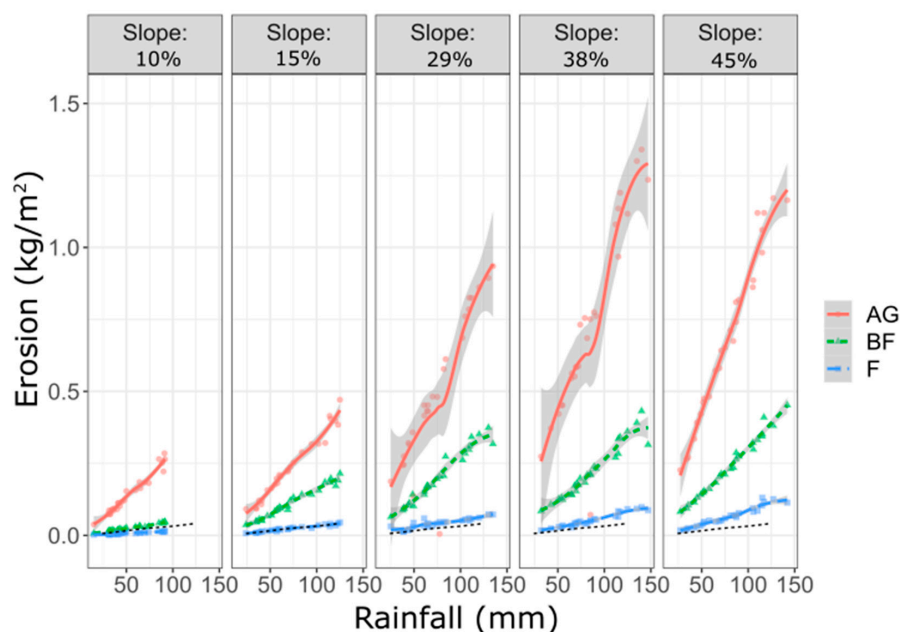 Slope: Slope: Slope: Slope: Slope:
10% 15% 29% 38% 45%
1.5
1.0
0.5
0.0
Erosion (kg/m²)
AG
BF
F
50 100 150 50 100 150 50 100 150 50 100 150 50 100 150
Rainfall (mm)